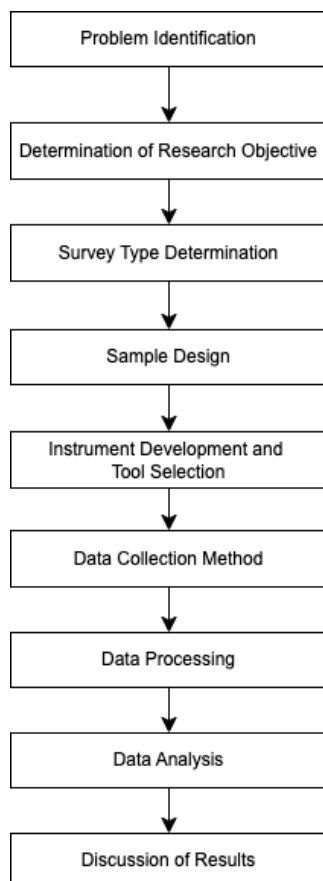 Problem Identification
Determination of Research Objective
Survey Type Determination
Sample Design
Instrument Development and
Tool Selection
Data Collection Method
Data Processing
Data Analysis
Discussion of Results